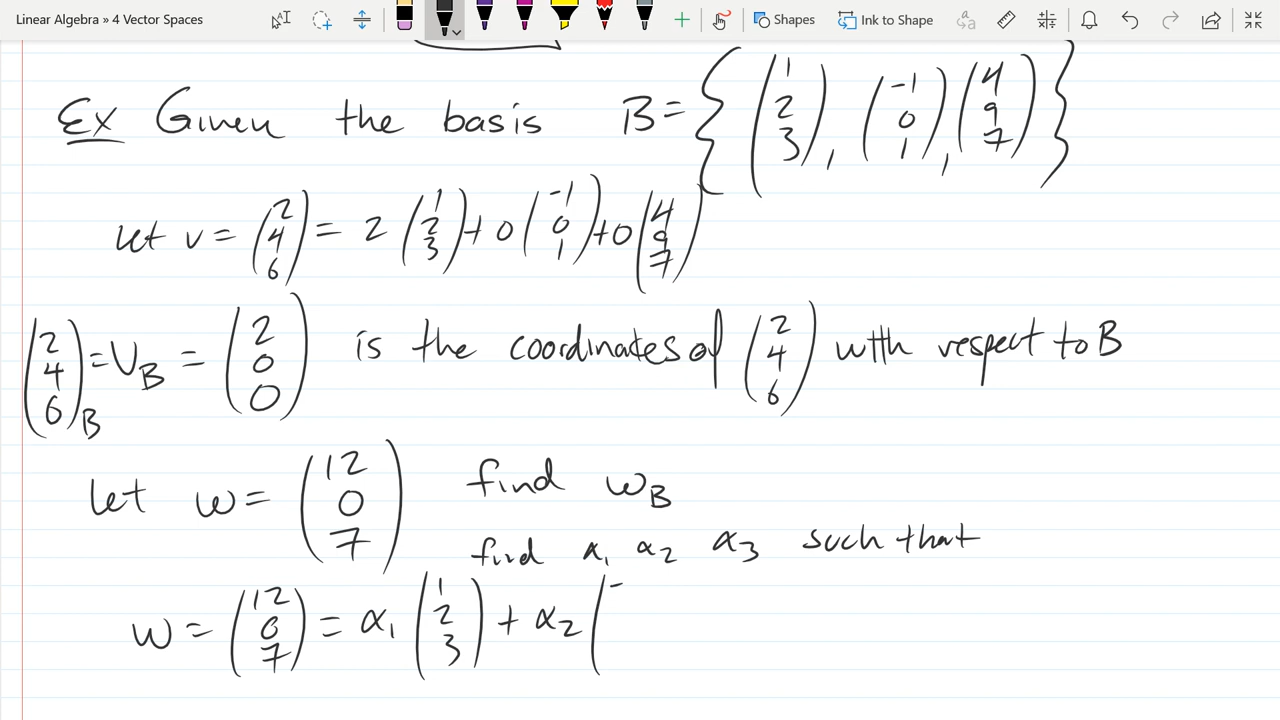 Linear Algebra » 4 Vector Spaces Shapes Ink to Shape
Ex Given the basis B = { (1 2 3), (-1 0 1), (4 9 7) }
let v = (2 4 6) = 2 (1 2 3) + 0 (-1 0 1) + 0 (4 9 7)
(2 4 6)B = VB = (2 0 0) is the coordinates of (2 4 6) with respect to B
let w = (12 0 7) find wB
find α1 α2 α3 such that
w = (12 0 7) = α1 (1 2 3) + α2 ( -